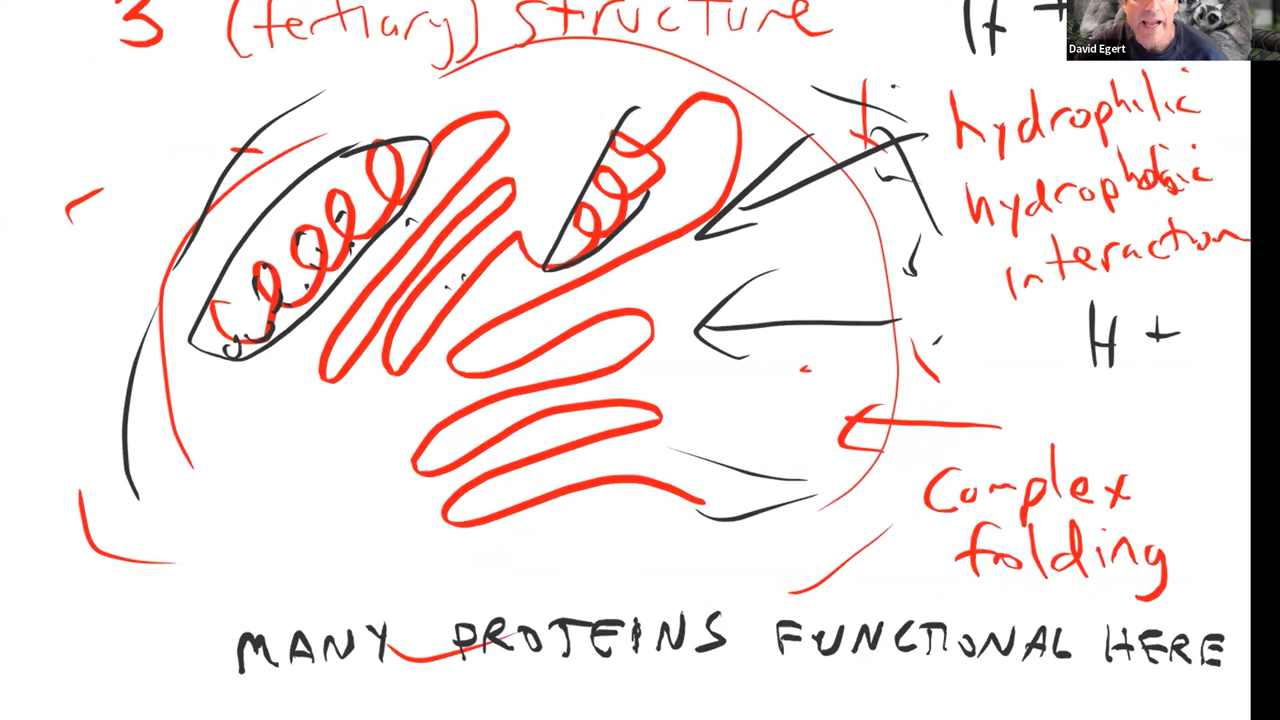 3 (tertiary) structure
H +
David Egert
hydrophilic
hydrophobic
interaction
H +
Complex
folding
MANY PROTEINS FUNCTIONAL HERE